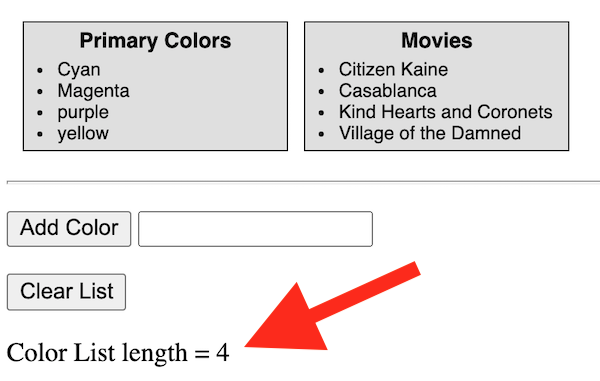 Primary Colors
Cyan
Magenta
purple
yellow
Movies
Citizen Kaine
Casablanca
Kind Hearts and Coronets
Village of the Damned
Add Color
Clear List
Color List length = 4